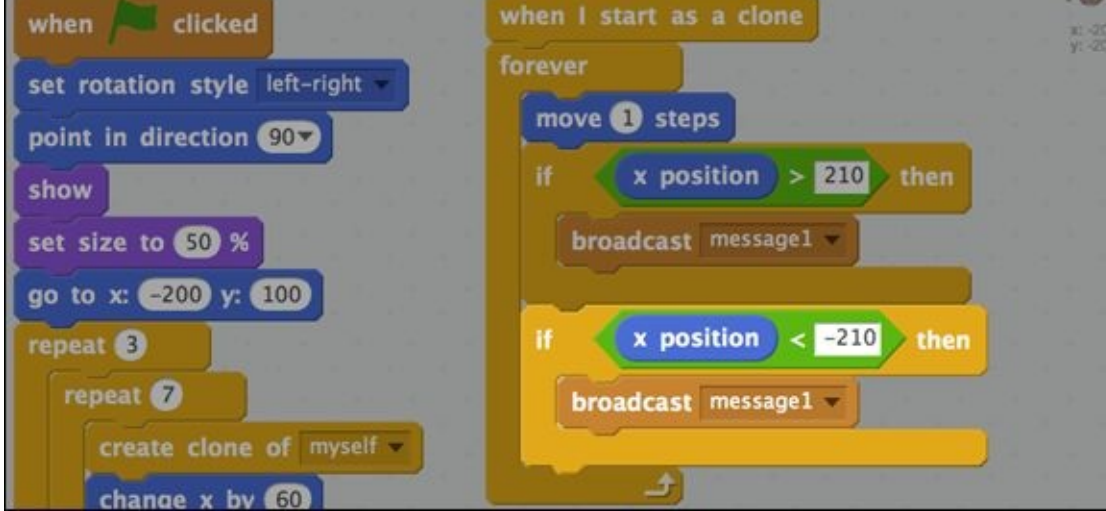 when clicked
set rotation style left-right
point in direction 90
show
set size to 50 %
go to x: -200 y: 100
repeat 3
repeat 7
create clone of myself
change x by 60
when I start as a clone
forever
move 1 steps
if x position > 210 then
broadcast message1
if x position < -210 then
broadcast message1
x: -20
y: -20